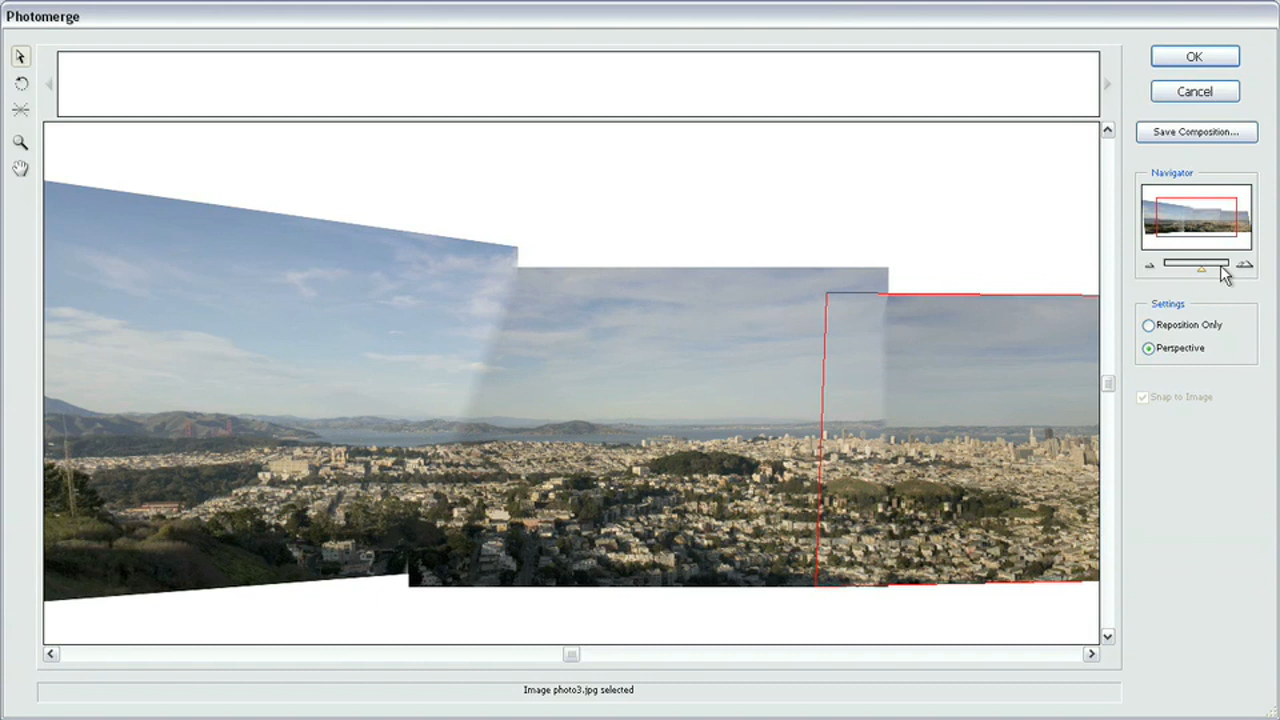 Photomerge
OK
Cancel
Save Composition...
Navigator
Settings
Reposition Only
Perspective
Snap to Image
Image photo3.jpg selected